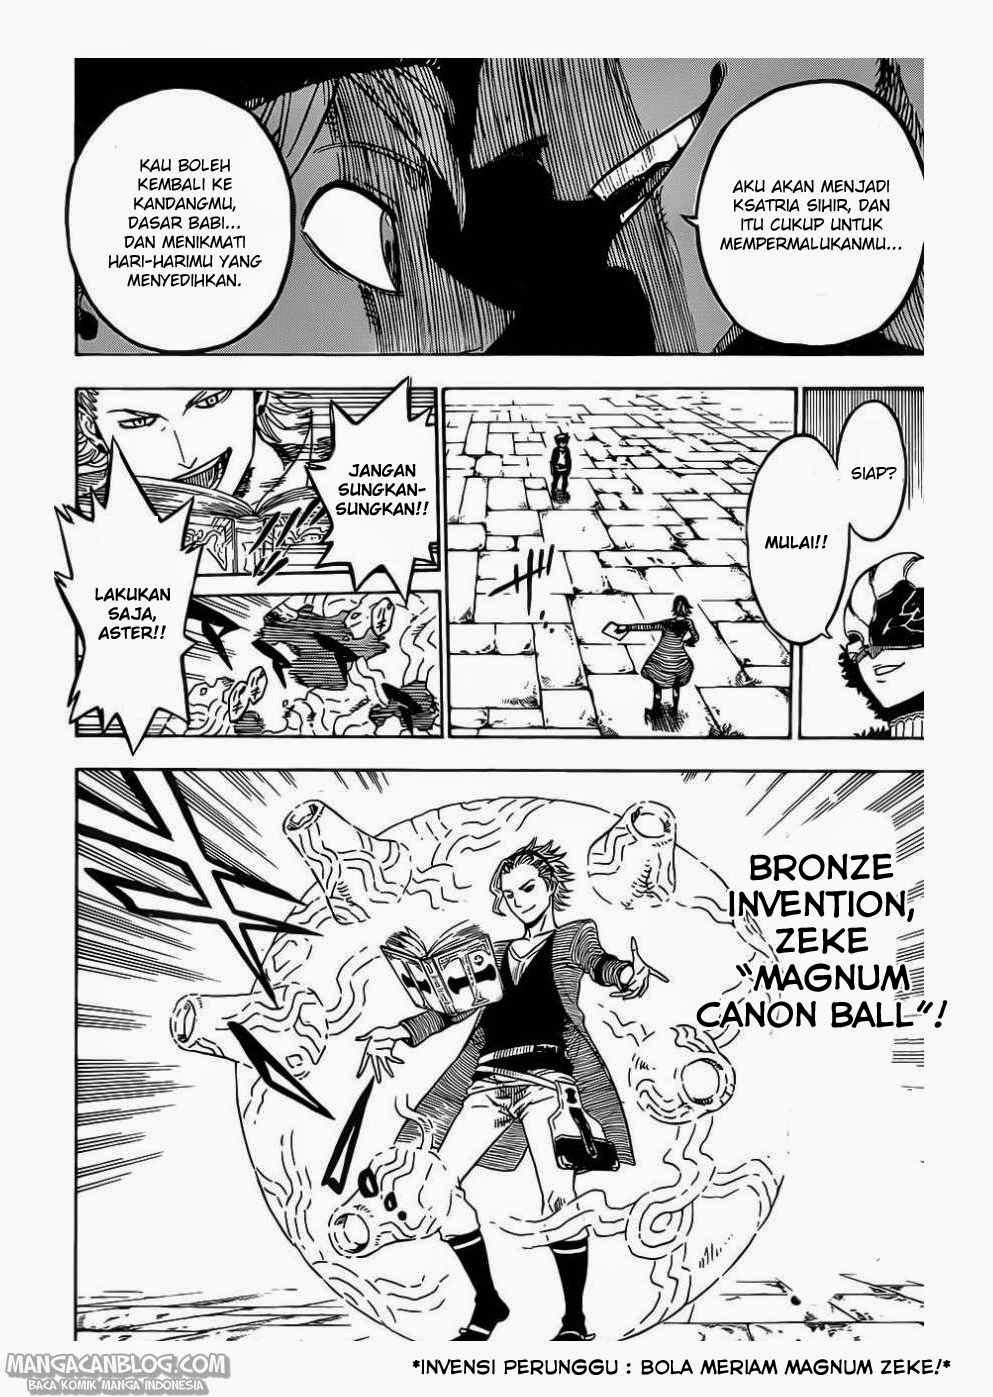 AKU AKAN MENJADI
KSATRIA SIHIR, DAN
ITU CUKUP UNTUK
MEMPERMALUKANMU...
KAU BOLEH
KEMBALI KE
KANDANGMU,
DASAR BABI...
DAN MENIKMATI
HARI-HARIMU YANG
MENYEDIHKAN.
SIAP?
MULAI!!
JANGAN
SUNGKAN-
SUNGKAN!!
LAKUKAN
SAJA,
ASTER!!
BRONZE
INVENTION,
ZEKE
"MAGNUM
CANON BALL"!
*INVENSI PERUNGGU : BOLA MERIAM MAGNUM ZEKE!*
MANGACANBLOG.COM
BACA KOMIK MANGA INDONESIA